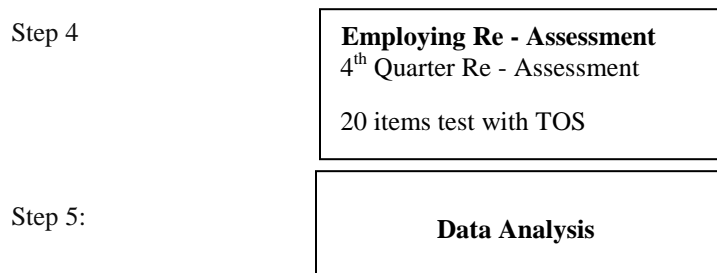 Step 4
Employing Re - Assessment
4th Quarter Re - Assessment
20 items test with TOS
Step 5:
Data Analysis